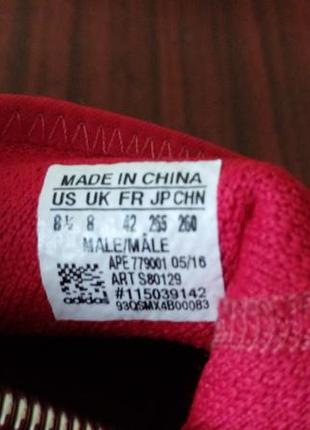 MADE IN CHINA
US UK FR JP CHN
8½ 8 42 265 260
MALE/MÂLE
APE 779001 05/16
ART S80129
#115039142
93QSMX4B00083
adidas